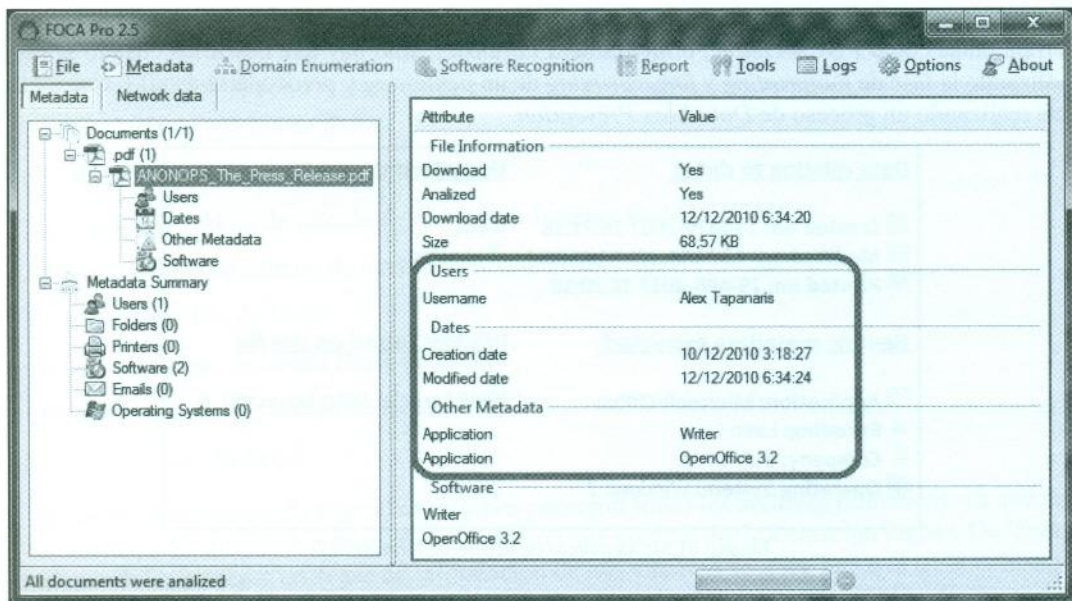 FOCA Pro 2.5
File Metadata Domain Enumeration Software Recognition Report Tools Logs Options About
Metadata Network data
Documents (1/1)
.pdf (1)
ANONOPS_The_Press_Release.pdf
Users
Dates
Other Metadata
Software
Metadata Summary
Users (1)
Folders (0)
Printers (0)
Software (2)
Emails (0)
Operating Systems (0)
Attribute Value
File Information
Download Yes
Analized Yes
Download date 12/12/2010 6:34:20
Size 68,57 KB
Users
Username Alex Tapanaris
Dates
Creation date 10/12/2010 3:18:27
Modified date 12/12/2010 6:34:24
Other Metadata
Application Writer
Application OpenOffice 3.2
Software
Writer
OpenOffice 3.2
All documents were analized